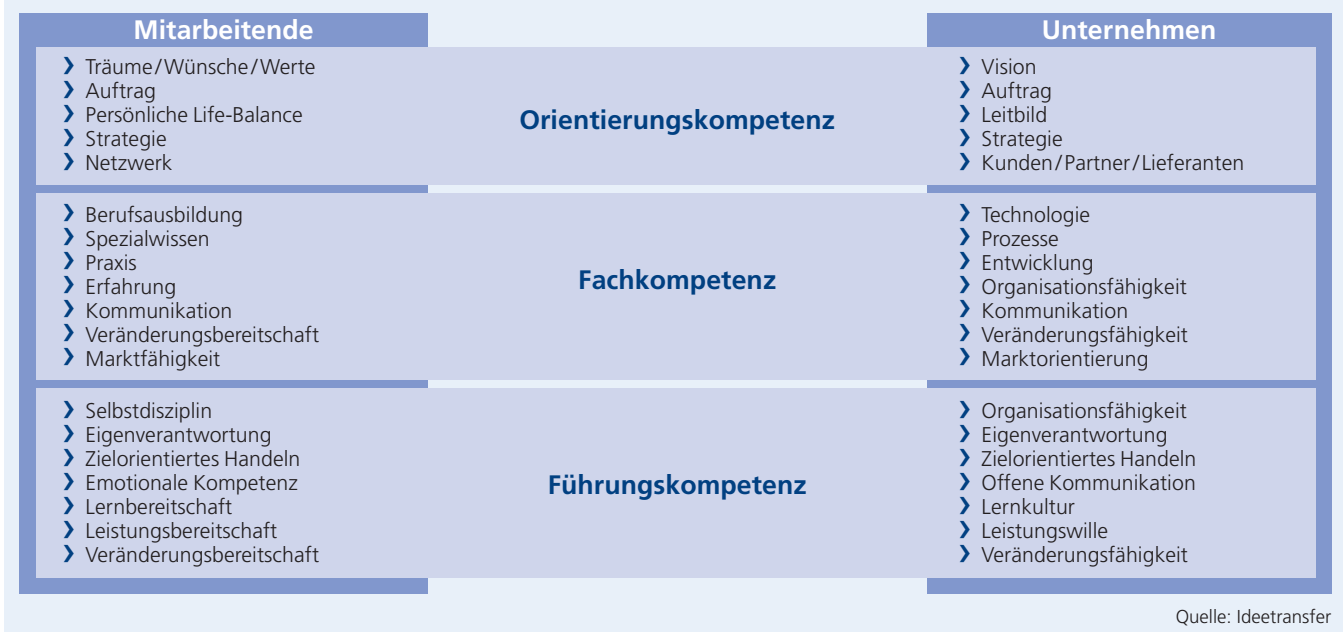 Mitarbeitende
Unternehmen
❯ Träume/Wünsche/Werte
❯ Auftrag
❯ Persönliche Life-Balance
❯ Strategie
❯ Netzwerk
Orientierungskompetenz
❯ Vision
❯ Auftrag
❯ Leitbild
❯ Strategie
❯ Kunden/Partner/Lieferanten
❯ Berufsausbildung
❯ Spezialwissen
❯ Praxis
❯ Erfahrung
❯ Kommunikation
❯ Veränderungsbereitschaft
❯ Marktfähigkeit
Fachkompetenz
❯ Technologie
❯ Prozesse
❯ Entwicklung
❯ Organisationsfähigkeit
❯ Kommunikation
❯ Veränderungsfähigkeit
❯ Marktorientierung
❯ Selbstdisziplin
❯ Eigenverantwortung
❯ Zielorientiertes Handeln
❯ Emotionale Kompetenz
❯ Lernbereitschaft
❯ Leistungsbereitschaft
❯ Veränderungsbereitschaft
Führungskompetenz
❯ Organisationsfähigkeit
❯ Eigenverantwortung
❯ Zielorientiertes Handeln
❯ Offene Kommunikation
❯ Lernkultur
❯ Leistungswille
❯ Veränderungsfähigkeit
Quelle: Ideetransfer